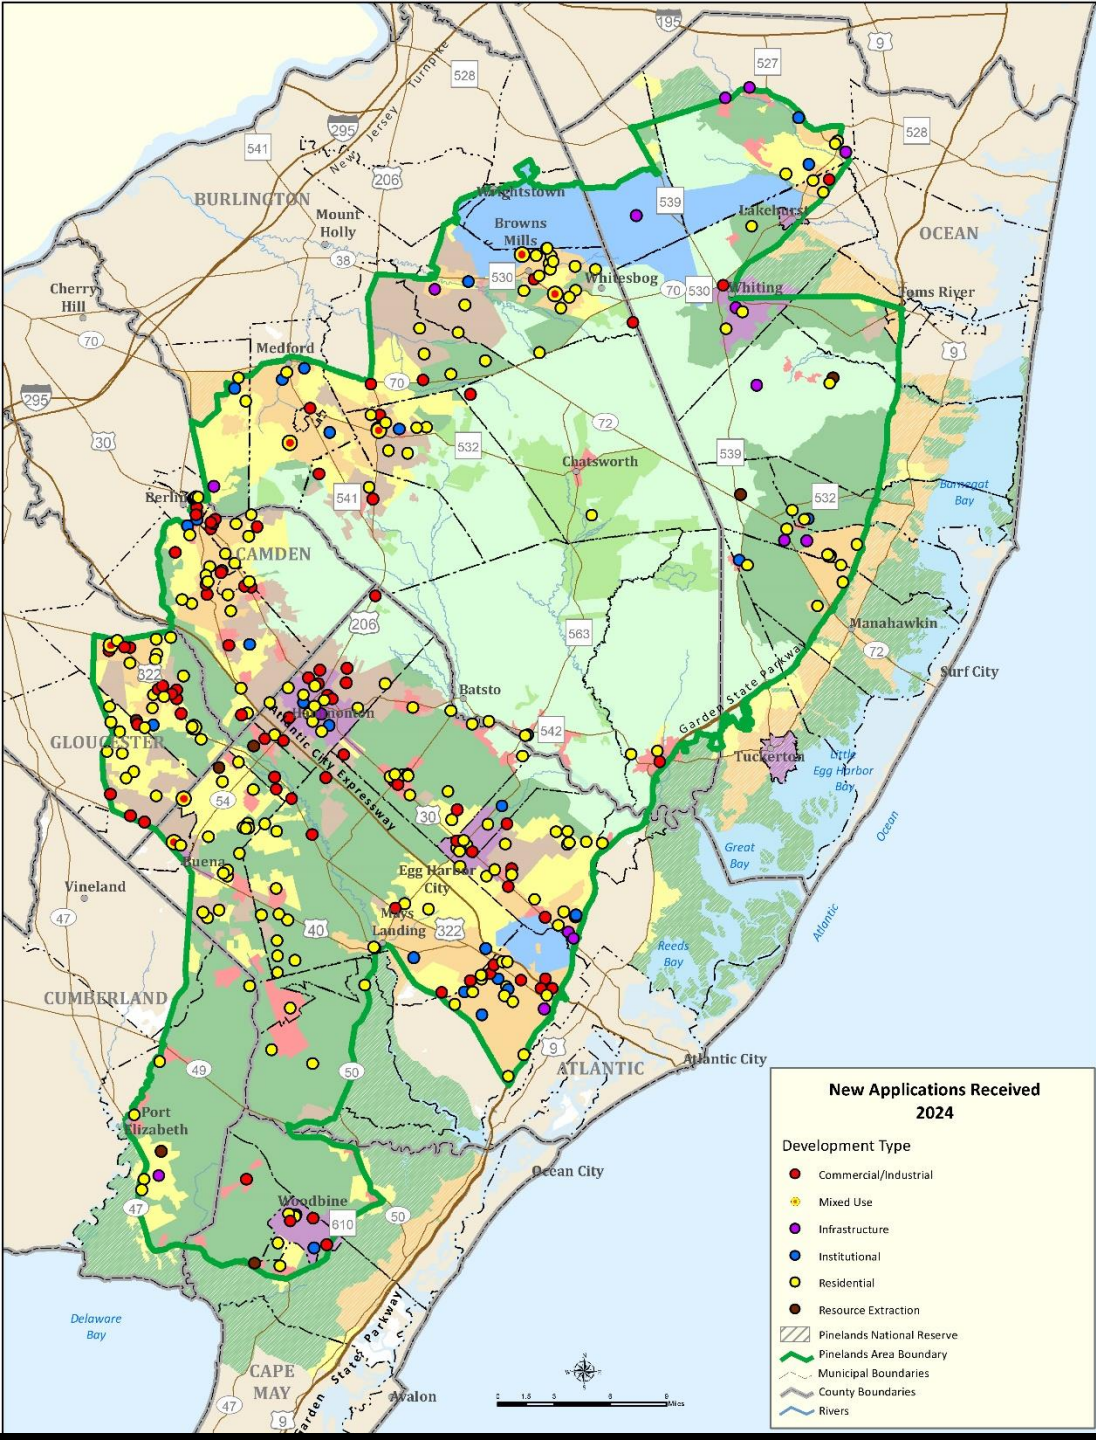 195
9
527
528
New Jersey Turnpike
295
541
528
206
BURLINGTON
Wrightstown
539
Mount
Holly
Lakehurst
Browns
Mills
OCEAN
38
530
Whitesbog
Cherry
Hill
70
530
Whiting
Toms River
70
Medford
9
295
70
72
30
532
Chatsworth
539
541
532
Barnegat
Bay
Berlin
CAMDEN
206
563
Manahawkin
72
322
Surf City
Batsto
Garden State Parkway
Hammonton
542
GLOUCESTER
Atlantic City Expressway
Tuckerton
Little
Egg Harbor
Bay
54
30
Ocean
Great
Bay
Buena
Egg Harbor
City
Vineland
47
Mays
Landing
40
322
Atlantic
Reeds
Bay
CUMBERLAND
9
Atlantic City
49
50
ATLANTIC
Port
Elizabeth
Ocean City
47
Woodbine
610
50
Delaware
Bay
Garden State Parkway
CAPE
MAY
Avalon
47
9
New Applications Received
2024
Development Type
Commercial/Industrial
Mixed Use
Infrastructure
Institutional
Residential
Resource Extraction
Pinelands National Reserve
Pinelands Area Boundary
Municipal Boundaries
County Boundaries
Rivers
Miles